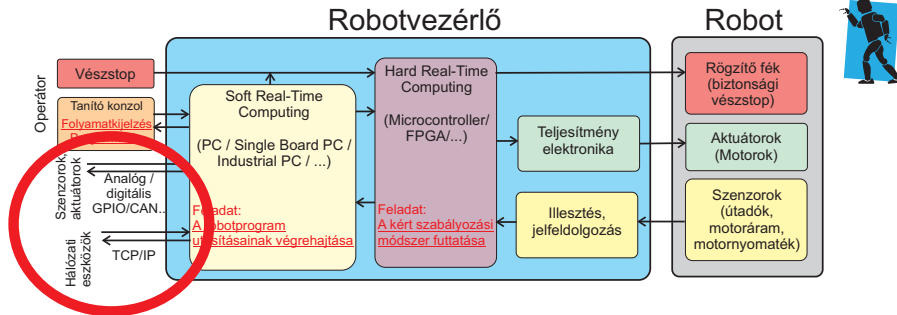 Robotvezérlő
Robot
Operátor
Vészstop
Tanító konzol
Folyamatkijelzés
Szenzorok,
aktuátorok
Analóg /
digitális
GPIO/CAN...
Hálózati
eszközök
TCP/IP
Soft Real-Time
Computing
(PC / Single Board PC /
Industrial PC / ...)
Feladat:
A robotprogram
utasításainak végrehajtása
Hard Real-Time
Computing
(Microcontroller/
FPGA/...)
Feladat:
A kért szabályozási
módszer futtatása
Teljesítmény
elektronika
Illesztés,
jelfeldolgozás
Rögzítő fék
(biztonsági
vészstop)
Aktuátorok
(Motorok)
Szenzorok
(útadók,
motoráram,
motornyomaték)